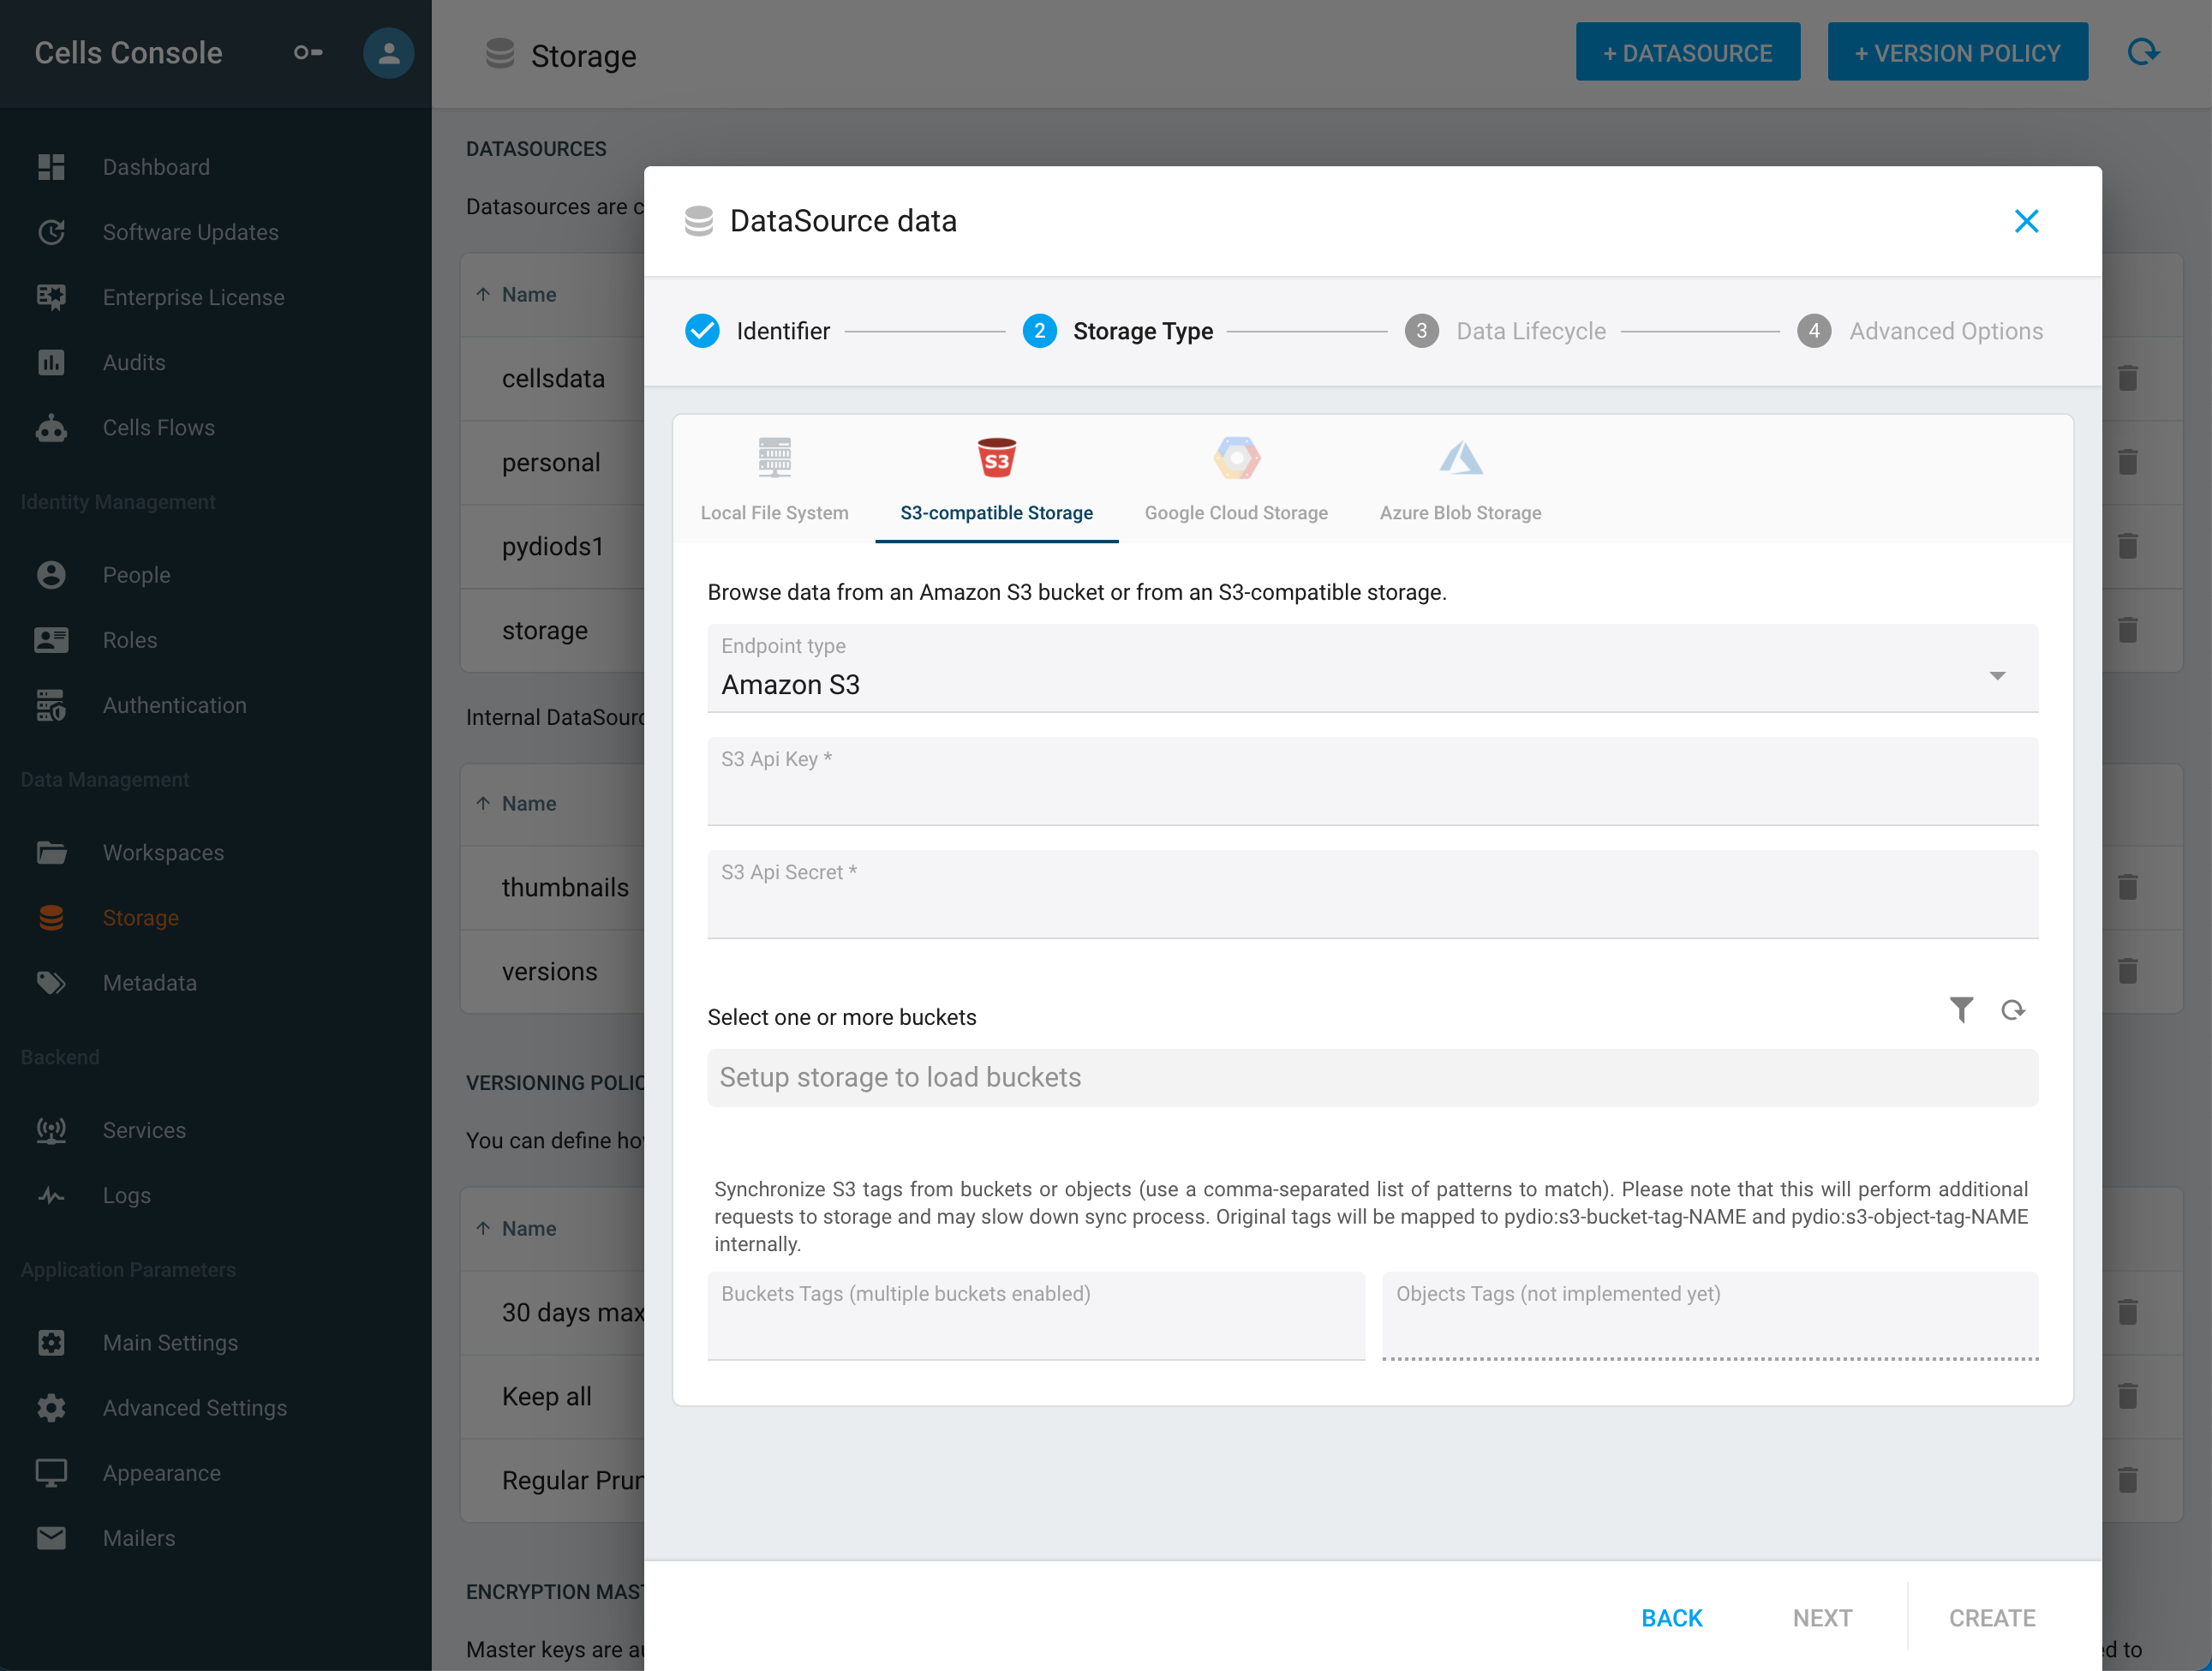 Cells Console
Storage
+ DATASOURCE
+ VERSION POLICY
Dashboard
Software Updates
Enterprise License
Audits
Cells Flows
Identity Management
People
Roles
Authentication
Data Management
Workspaces
Storage
Metadata
Backend
Services
Logs
Application Parameters
Main Settings
Advanced Settings
Appearance
Mailers
DATASOURCES
Datasources are
Name
cellsdata
personal
pydiods1
storage
Internal
Name
thumbnails
versions
VERSIONING
You can define
Name
30 days max
Keep all
Regular
ENCRYPTION
Master keys are
to
DataSource data
Identifier
2 Storage Type
3 Data Lifecycle
4 Advanced Options
S3
Local File System
S3-compatible Storage
Google Cloud Storage
Azure Blob Storage
Browse data from an Amazon S3 bucket or from an S3-compatible storage.
Endpoint type
Amazon S3
S3 Api Key *
S3 Api Secret *
Select one or more buckets
Setup storage to load buckets
Synchronize S3 tags from buckets or objects (use a comma-separated list of patterns to match). Please note that this will perform additional
requests to storage and may slow down sync process. Original tags will be mapped to pydio:s3-bucket-tag-NAME and pydio:s3-object-tag-NAME
internally.
Buckets Tags (multiple buckets enabled)
Objects Tags (not implemented yet)
BACK
NEXT
CREATE